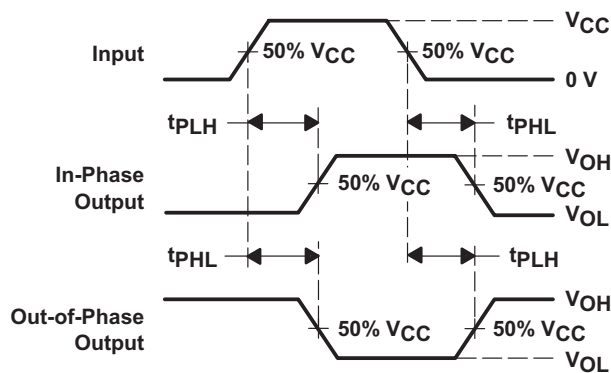 Input
50% VCC
50% VCC
VCC
0 V
tPLH
tPHL
In-Phase
Output
50% VCC
50% VCC
VOH
VOL
tPHL
tPLH
Out-of-Phase
Output
50% VCC
50% VCC
VOH
VOL